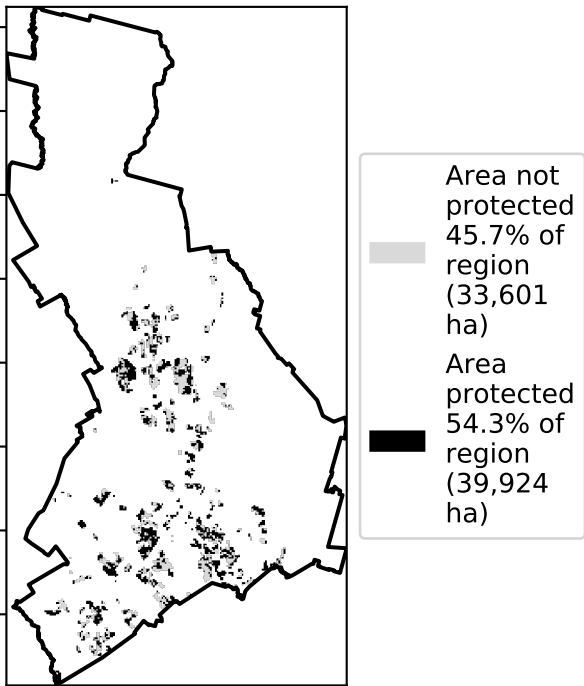 Area not
protected
45.7% of
region
(33,601
ha)
Area
protected
54.3% of
region
(39,924
ha)